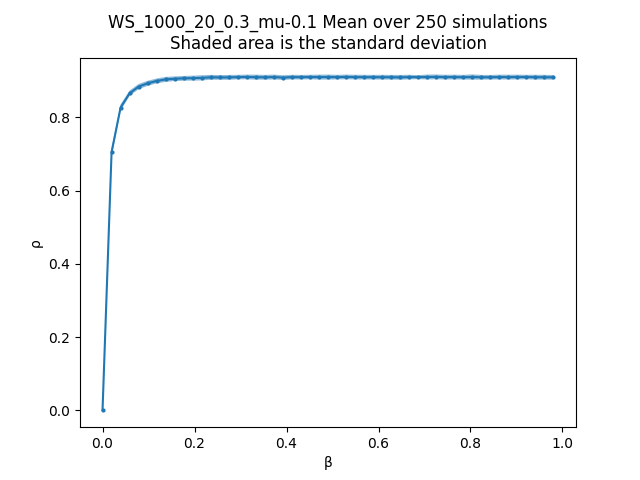 WS_1000_20_0.3_mu-0.1 Mean over 250 simulations
Shaded area is the standard deviation
0.8
0.6
ρ
0.4
0.2
0.0
0.0 0.2 0.4 0.6 0.8 1.0
β